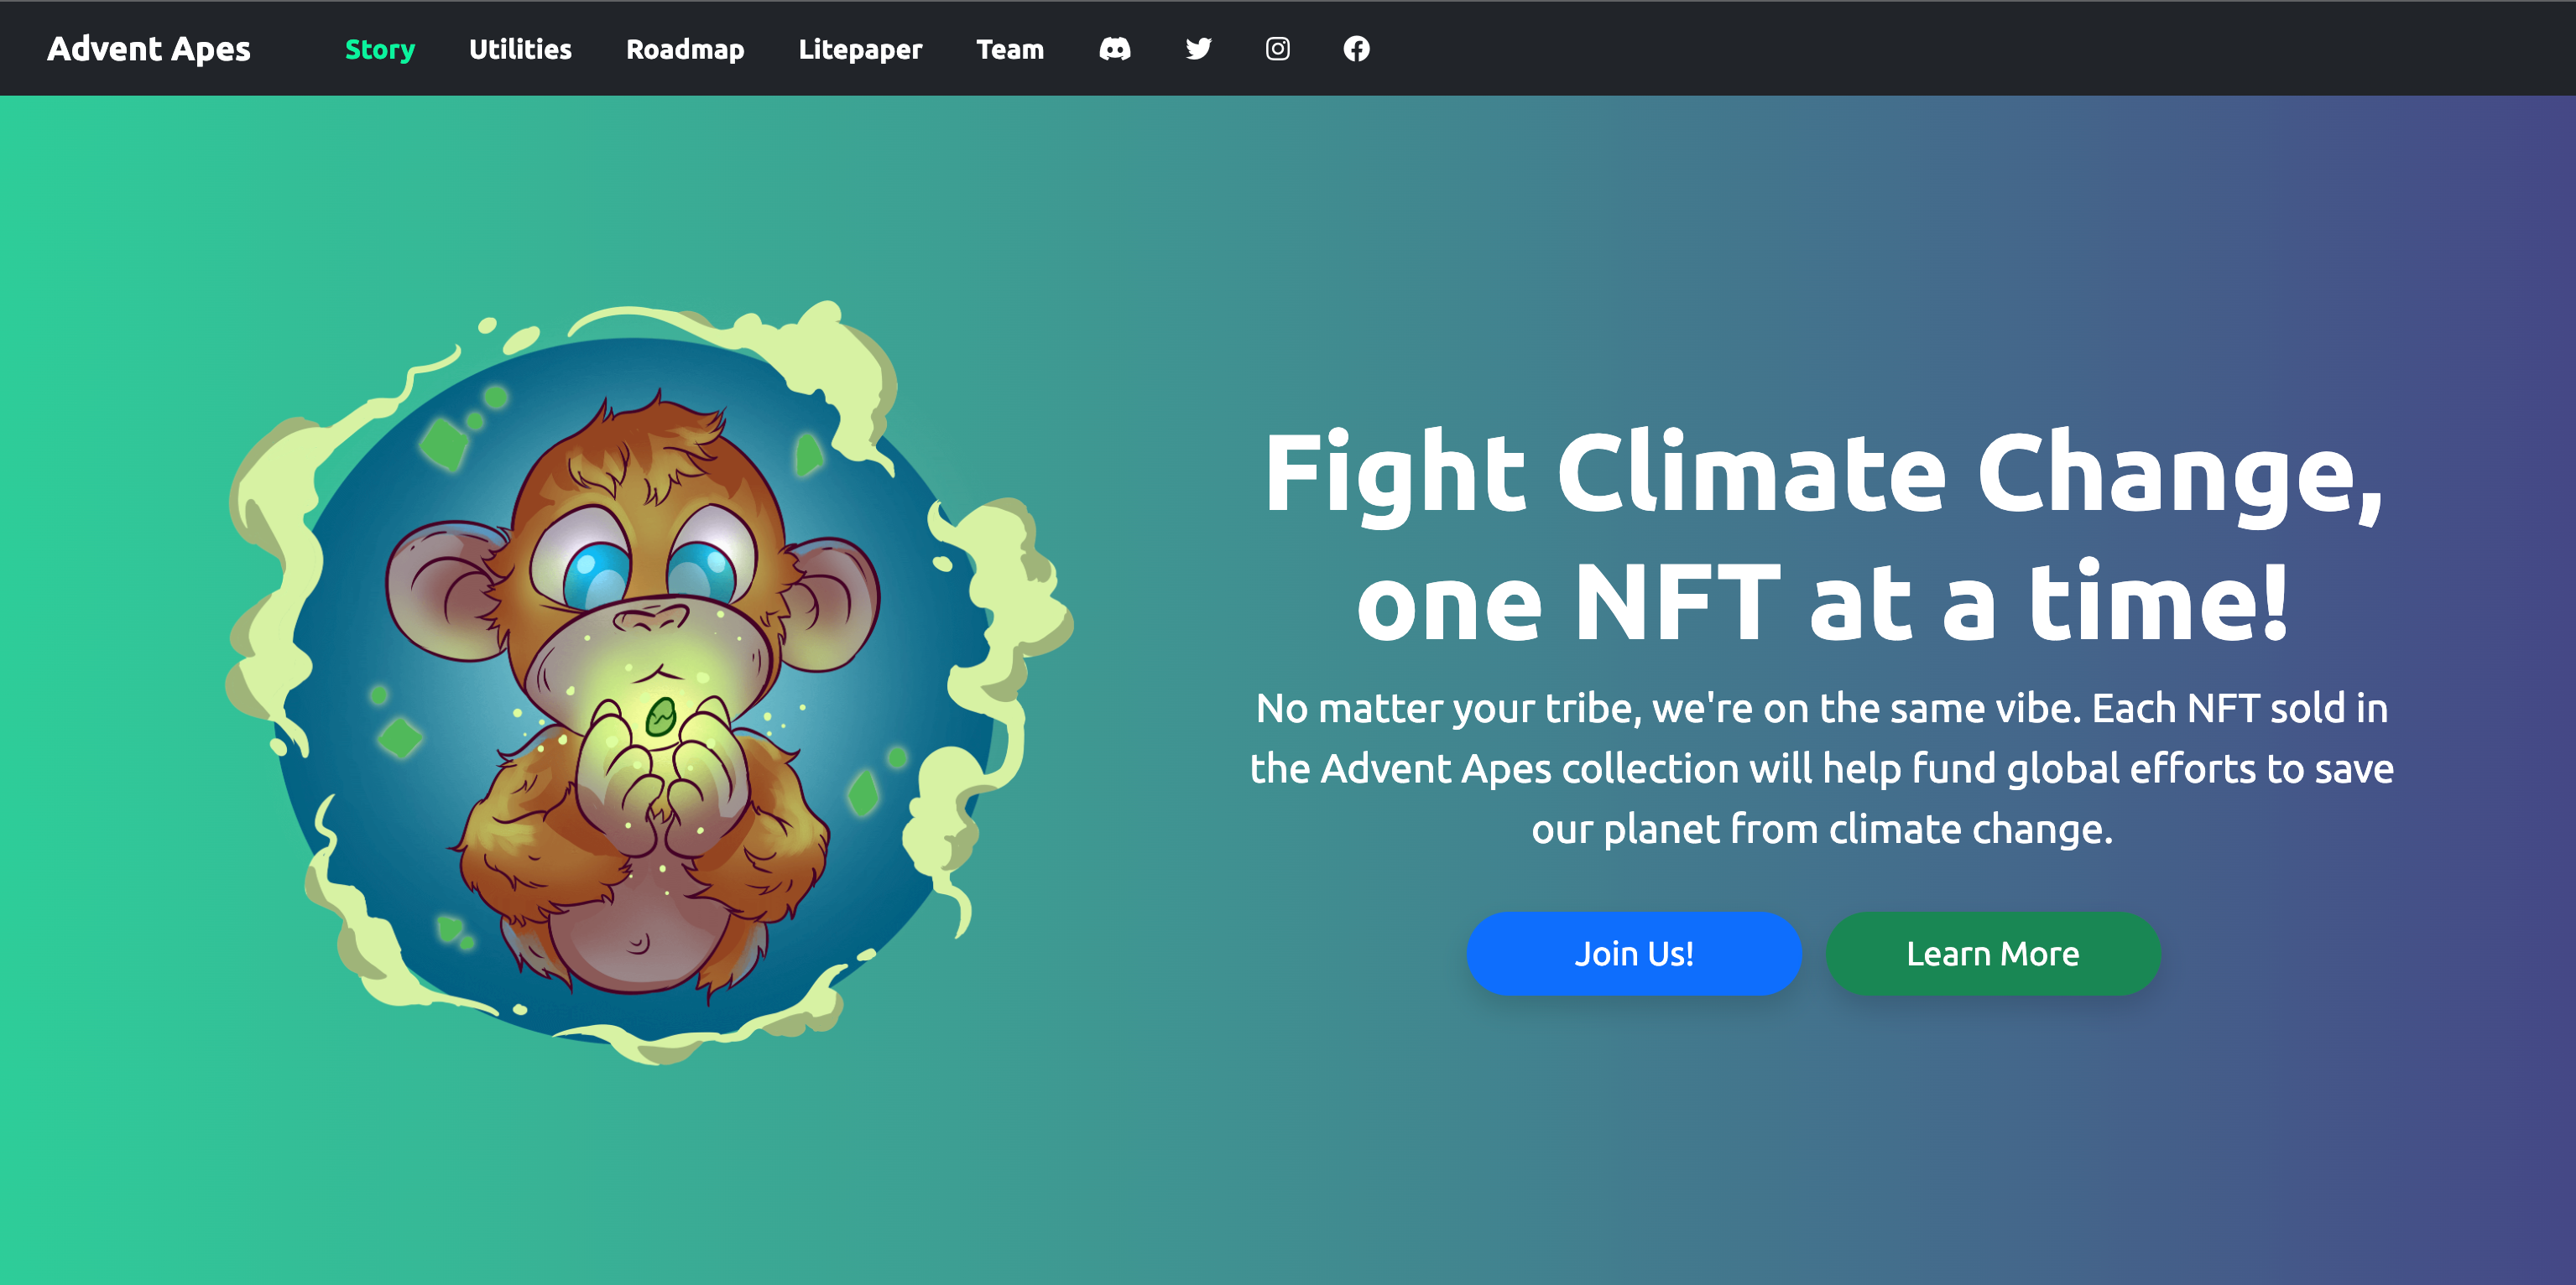 Advent Apes Story Utilities Roadmap Litepaper Team
Fight Climate Change,
one NFT at a time!
No matter your tribe, we're on the same vibe. Each NFT sold in
the Advent Apes collection will help fund global efforts to save
our planet from climate change.
Join Us! Learn More